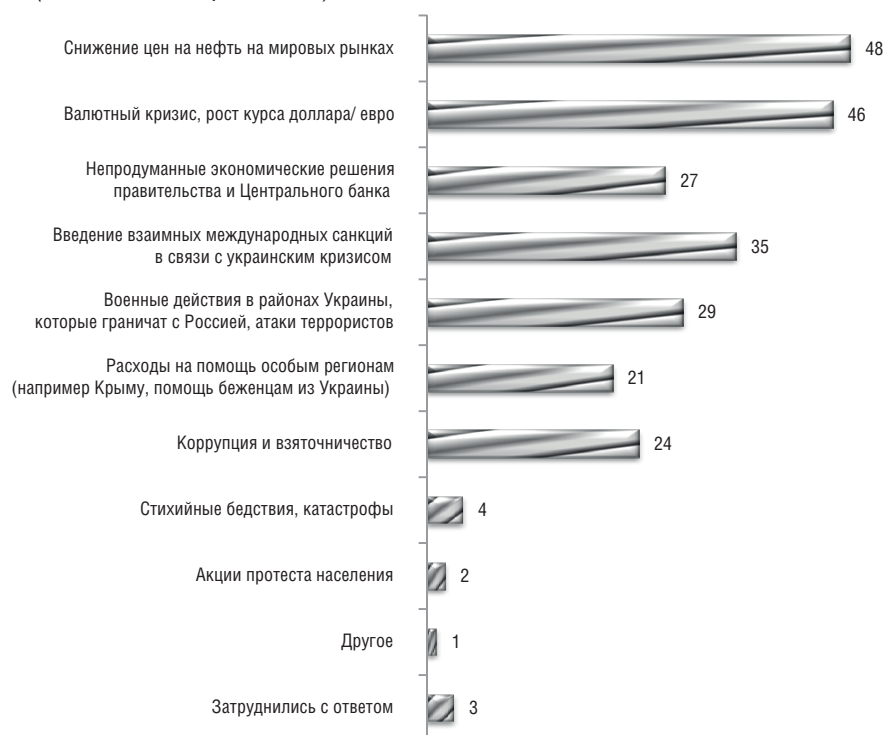 Снижение цен на нефть на мировых рынках 48
Валютный кризис, рост курса доллара/ евро 46
Непродуманные экономические решения
правительства и Центрального банка 27
Введение взаимных международных санкций
в связи с украинским кризисом 35
Военные действия в районах Украины,
которые граничат с Россией, атаки террористов 29
Расходы на помощь особым регионам
(например Крыму, помощь беженцам из Украины) 21
Коррупция и взяточничество 24
Стихийные бедствия, катастрофы 4
Акции протеста населения 2
Другое 1
Затруднились с ответом 3